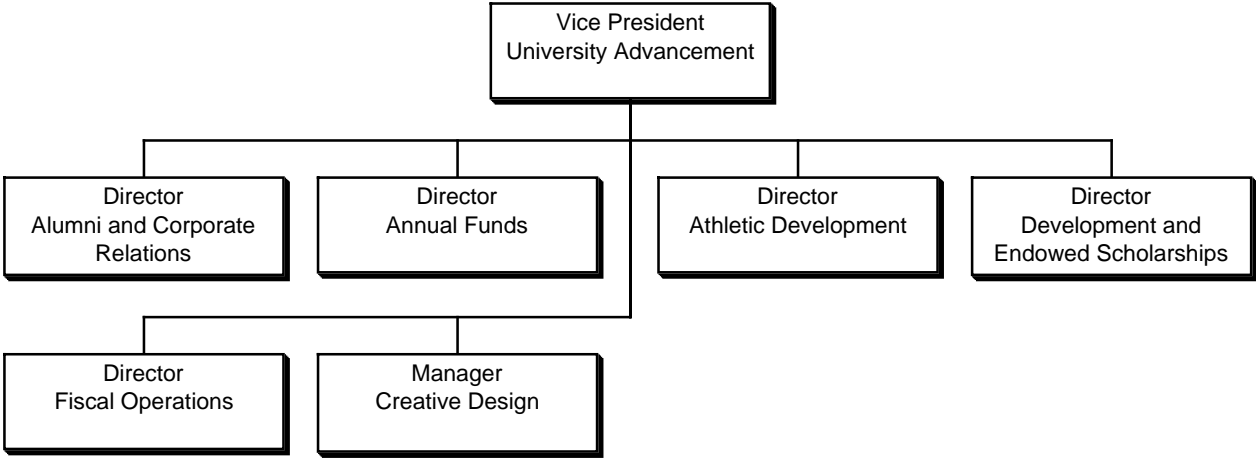 Vice President
University Advancement
Director
Alumni and Corporate
Relations
Director
Annual Funds
Director
Athletic Development
Director
Development and
Endowed Scholarships
Director
Fiscal Operations
Manager
Creative Design